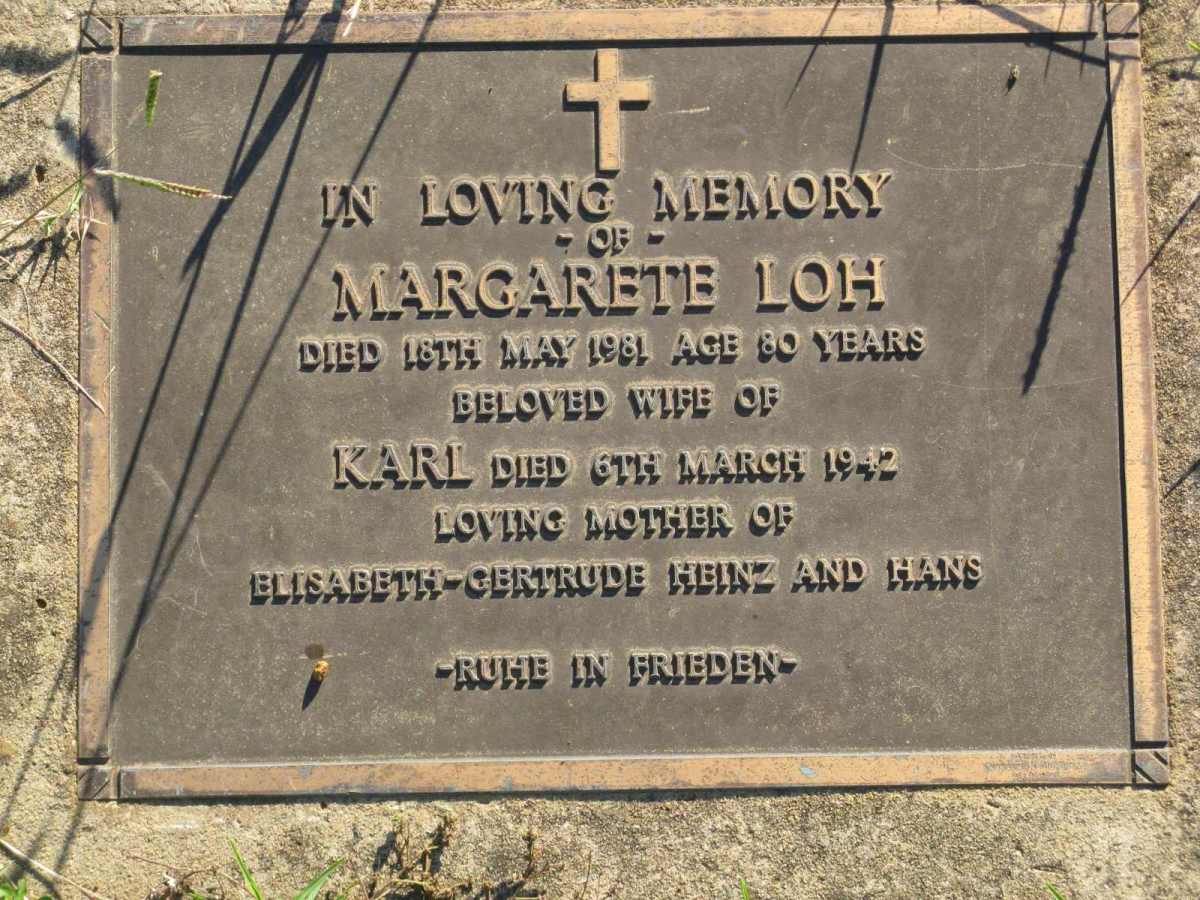 IN LOVING MEMORY
- OF -
MARGARETE LOH
DIED 18TH MAY 1981 AGE 80 YEARS
BELOVED WIFE OF
KARL DIED 6TH MARCH 1942
LOVING MOTHER OF
ELISABETH-GERTRUDE HEINZ AND HANS
-RUHE IN FRIEDEN-